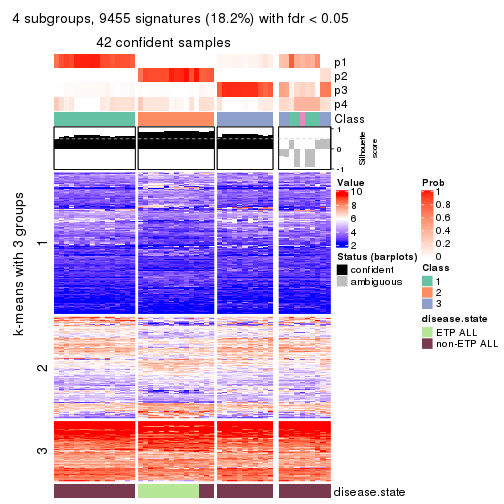 4 subgroups, 9455 signatures (18.2%) with fdr < 0.05
42 confident samples
p1
p2
p3
p4
Class
1
0
-1
Silhouette
score
k-means with 3 groups
1
2
3
disease.state
Value
10
8
6
4
2
Status (barplots)
confident
ambiguous
Prob
1
0.8
0.6
0.4
0.2
0
Class
1
2
3
disease.state
ETP ALL
non-ETP ALL